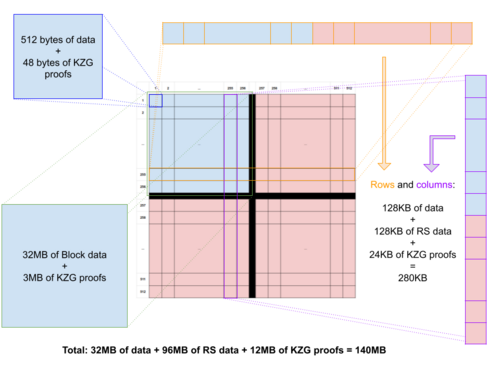 512 bytes of data
+
48 bytes of KZG
proofs
32MB of Block data
+
3MB of KZG proofs
Rows and columns:
128KB of data
+
128KB of RS data
+
24KB of KZG proofs
=
280KB
Total: 32MB of data + 96MB of RS data + 12MB of KZG proofs = 140MB